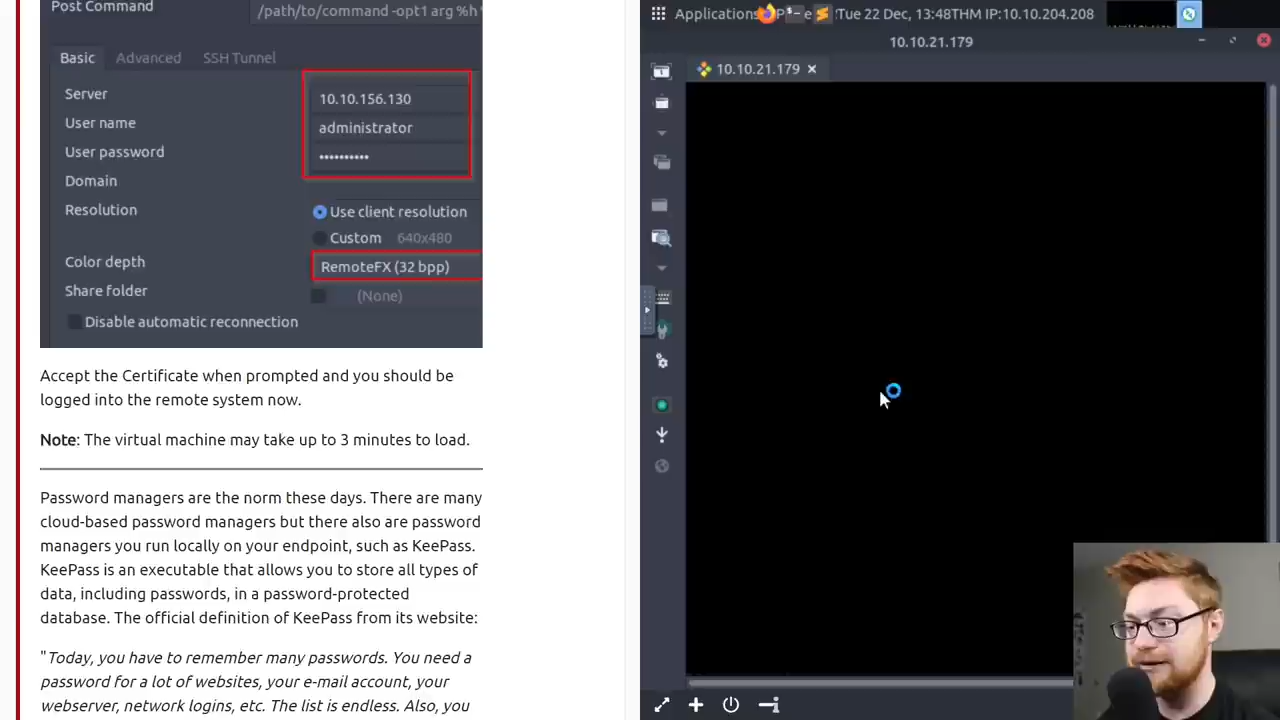 Post Command
/path/to/command -opt1 arg %h
Basic Advanced SSH Tunnel
Server 10.10.156.130
User name administrator
User password ••••••••••
Domain
Resolution Use client resolution
Custom 640x480
Color depth RemoteFX (32 bpp)
Share folder (None)
Disable automatic reconnection
Accept the Certificate when prompted and you should be
logged into the remote system now.
Note: The virtual machine may take up to 3 minutes to load.
Password managers are the norm these days. There are many
cloud-based password managers but there also are password
managers you run locally on your endpoint, such as KeePass.
KeePass is an executable that allows you to store all types of
data, including passwords, in a password-protected
database. The official definition of KeePass from its website:
"Today, you have to remember many passwords. You need a
password for a lot of websites, your e-mail account, your
webserver, network logins, etc. The list is endless. Also, you
Applications Tue 22 Dec, 13:48 THM IP:10.10.204.208
10.10.21.179
10.10.21.179